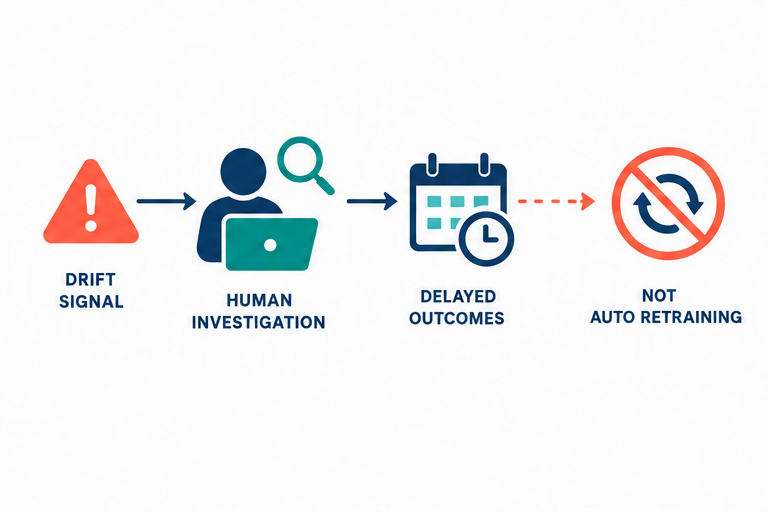 DRIFT
SIGNAL
HUMAN
INVESTIGATION
DELAYED
OUTCOMES
NOT
AUTO RETRAINING